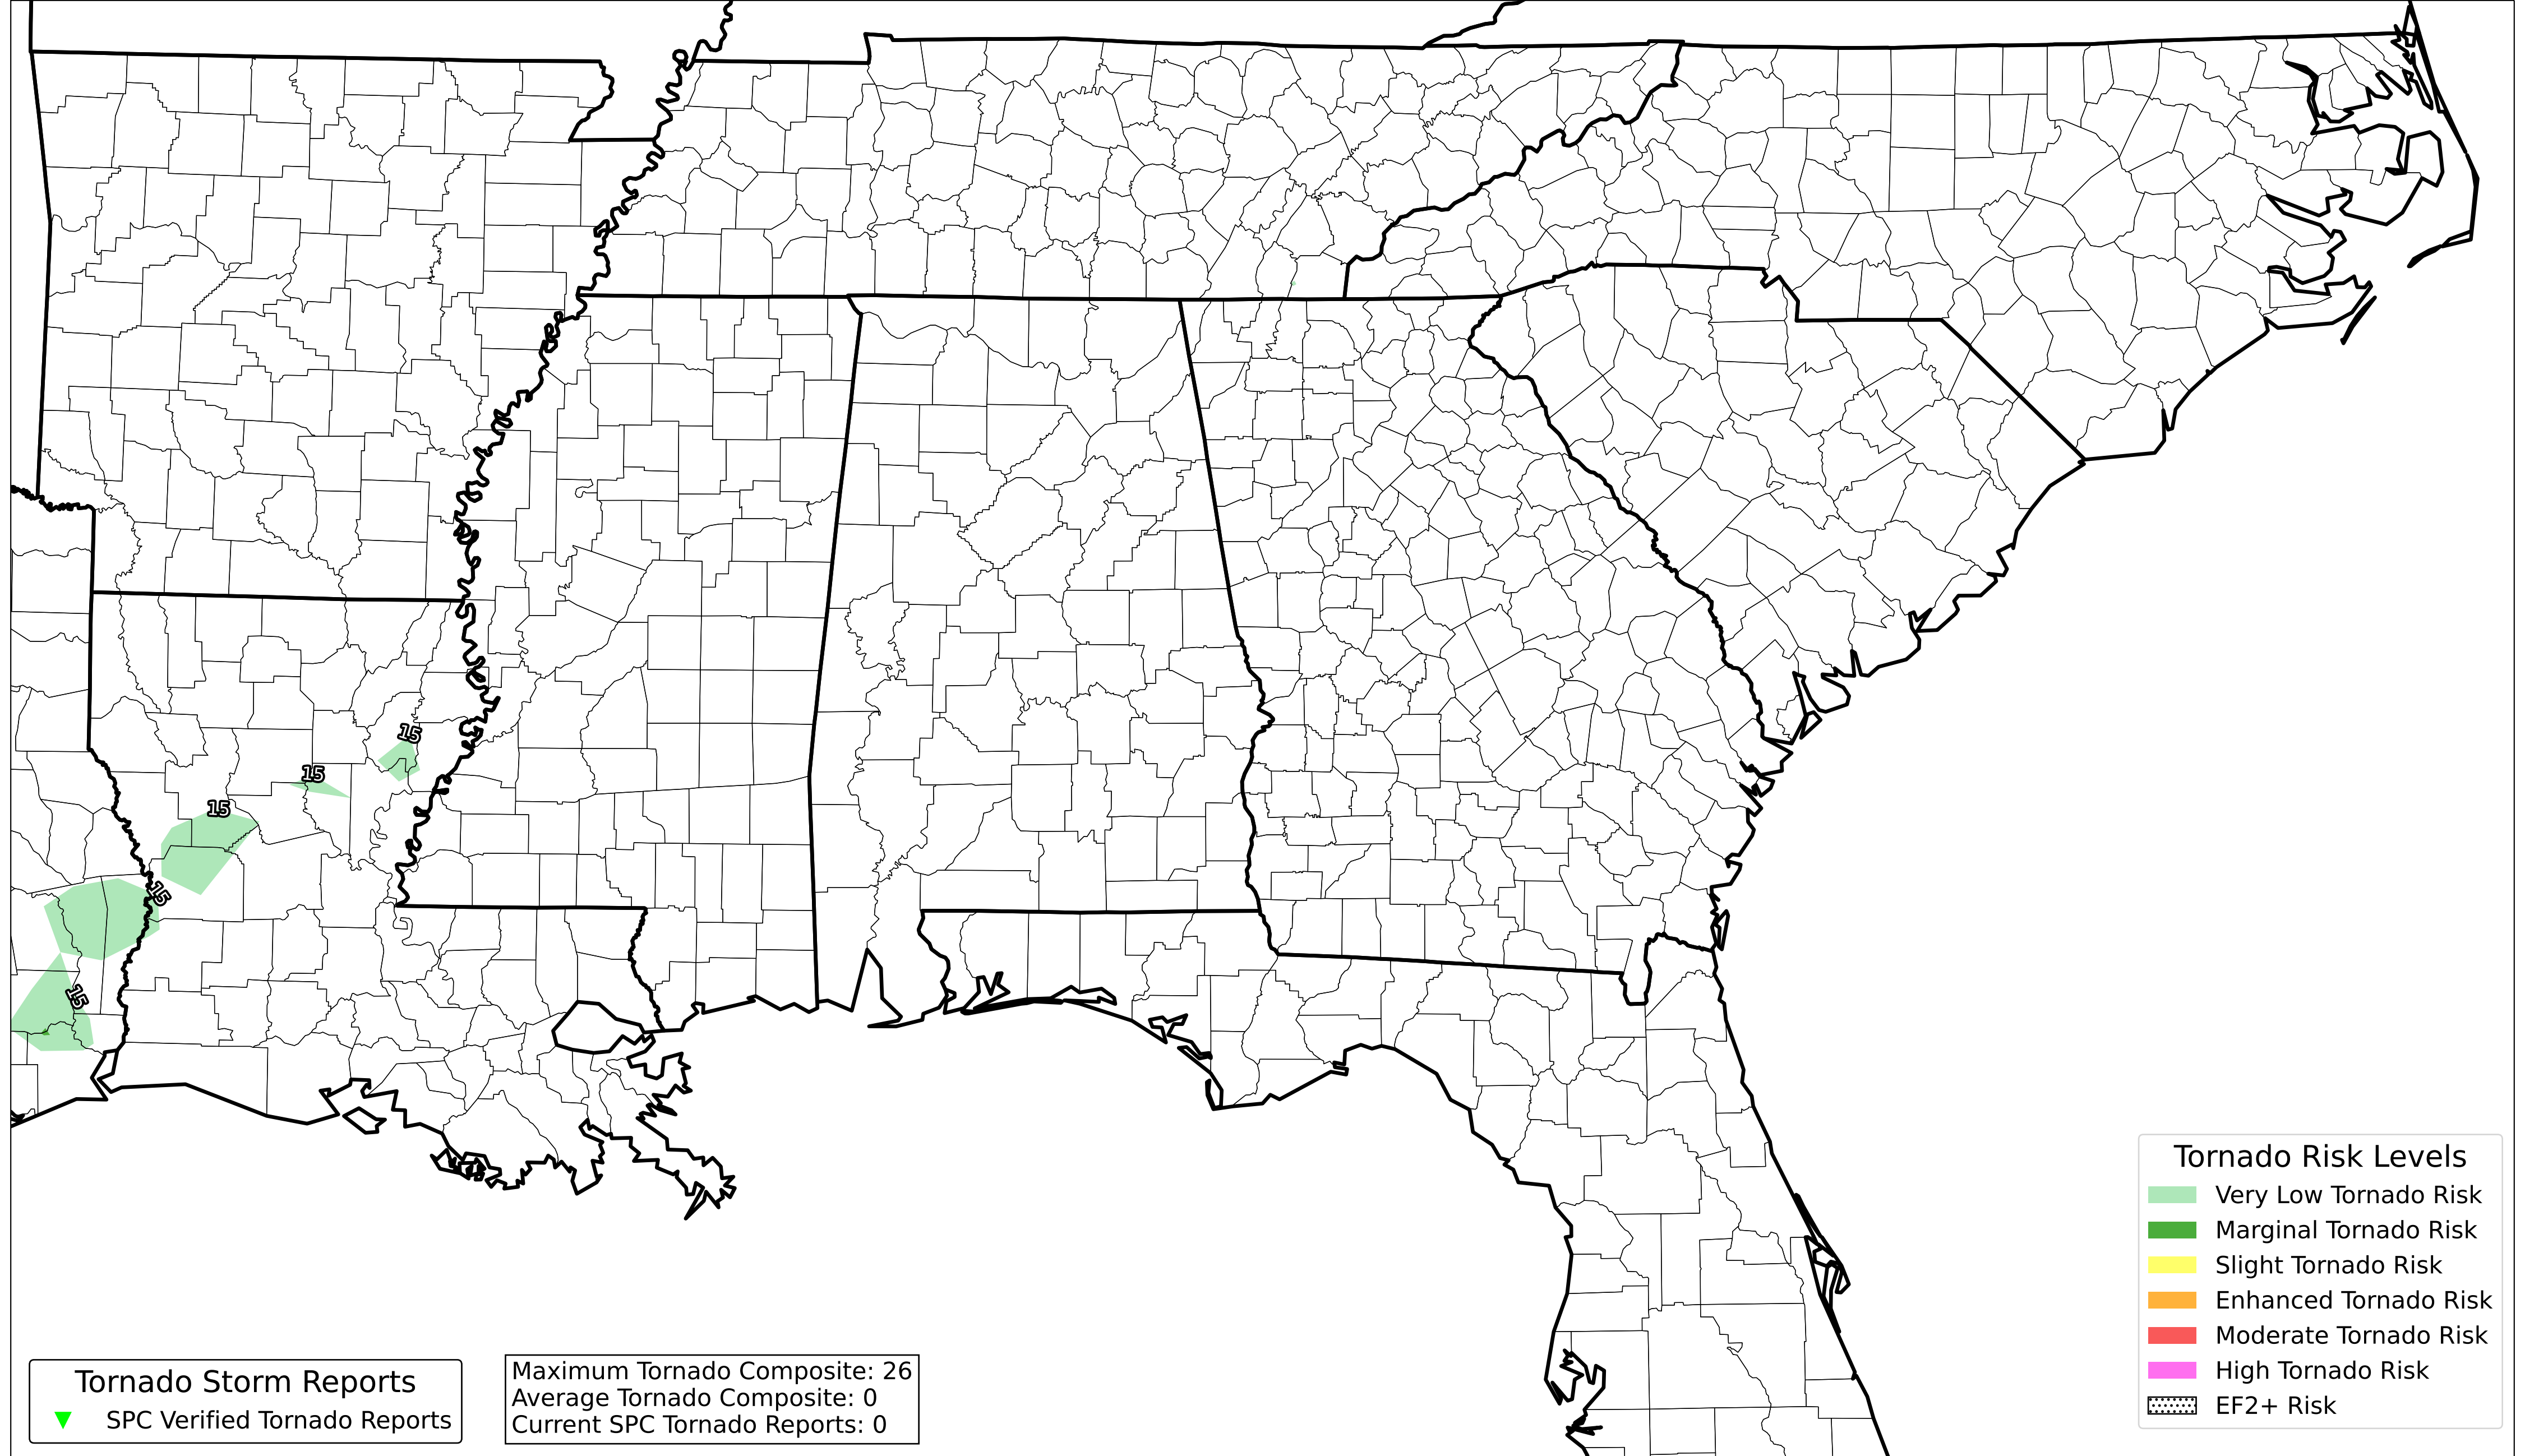 15
15
15
15
15
Tornado Risk Levels
Very Low Tornado Risk
Marginal Tornado Risk
Slight Tornado Risk
Enhanced Tornado Risk
Moderate Tornado Risk
High Tornado Risk
EF2+ Risk
Tornado Storm Reports
SPC Verified Tornado Reports
Maximum Tornado Composite: 26
Average Tornado Composite: 0
Current SPC Tornado Reports: 0